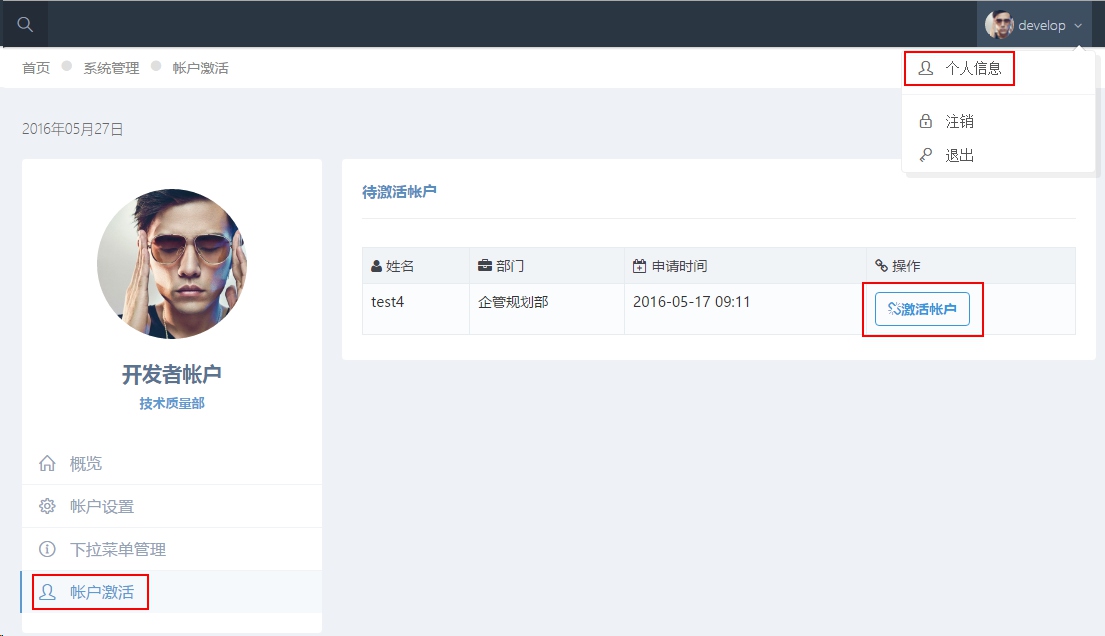 develop
首页 系统管理 帐户激活
个人信息
注销
退出
2016年05月27日
开发者帐户
技术质量部
概览
帐户设置
下拉菜单管理
帐户激活
待激活帐户
姓名 部门 申请时间 操作
test4 企管规划部 2016-05-17 09:11 激活帐户